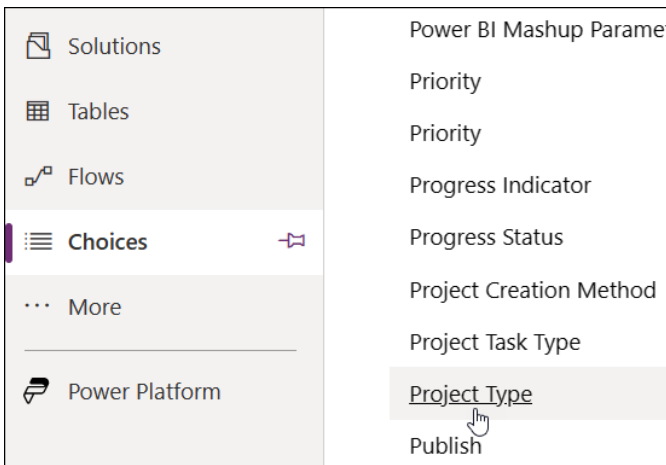 Solutions
Tables
Flows
Choices
More
Power Platform
Power BI Mashup
Priority
Priority
Progress Indicator
Progress Status
Project Creation Method
Project Task Type
Project Type
Publish